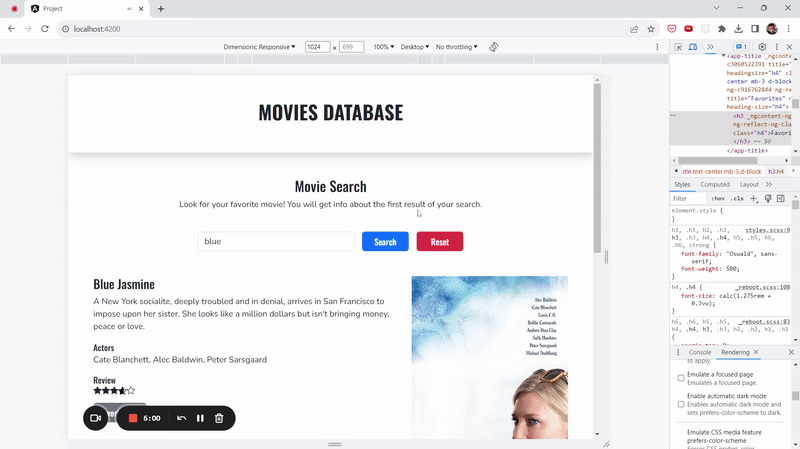 Project
localhost:4200
Dimensions: Responsive 1024 x 699 100% Desktop No throttling
1
MOVIES DATABASE
Movie Search
Look for your favorite movie! You will get info about the first result of your search.
blue Search Reset
Blue Jasmine
A New York socialite, deeply troubled and in denial, arrives in San Francisco to
impose upon her sister. She looks like a million dollars but isn't bringing money,
peace or love.
Actors
Cate Blanchett, Alec Baldwin, Peter Sarsgaard
Review
5:00
Alec Baldwin
Cate Blanchett
Louis C.K.
Bobby Cannavale
Andrew Dice Clay
Sally Hawkins
Peter Sarsgaard
Michael Stuhlbarg
<app-title _ngcontent-ng-
c3060522391 title="
headingsize="h4" cl
center mb-3 d-block
ng-c916762844 ng-re
title="Favorites" n
heading-size="h4">
<h3 _ngcontent-ng
ng-reflect-ng-cla
class="h4">Favori
</h3> == $0
</app-title>
:tle.text-center.mb-3.d-block h3.h4
Styles Computed Layout
Filter :hov .cls
element.style {
}
h1, .h1, h2, .h2, styles.scss:9
h3, .h3, h4, .h4, h5, .h5, h6,
.h6, strong {
font-family: "Oswald", sans-
serif;
font-weight: 500;
}
h4, .h4 { _reboot.scss:108
font-size: calc(1.275rem +
0.3vw);
}
h6, .h6, h5, .h5, _reboot.scss:83
h4, .h4, h3, .h3, h2, .h2, h1, .h1
{
Console Rendering
to apply.
Emulate a focused page
Emulates a focused page.
Enable automatic dark mode
Enables automatic dark mode and
sets prefers-color-scheme to dark.
Emulate CSS media feature
prefers-color-scheme